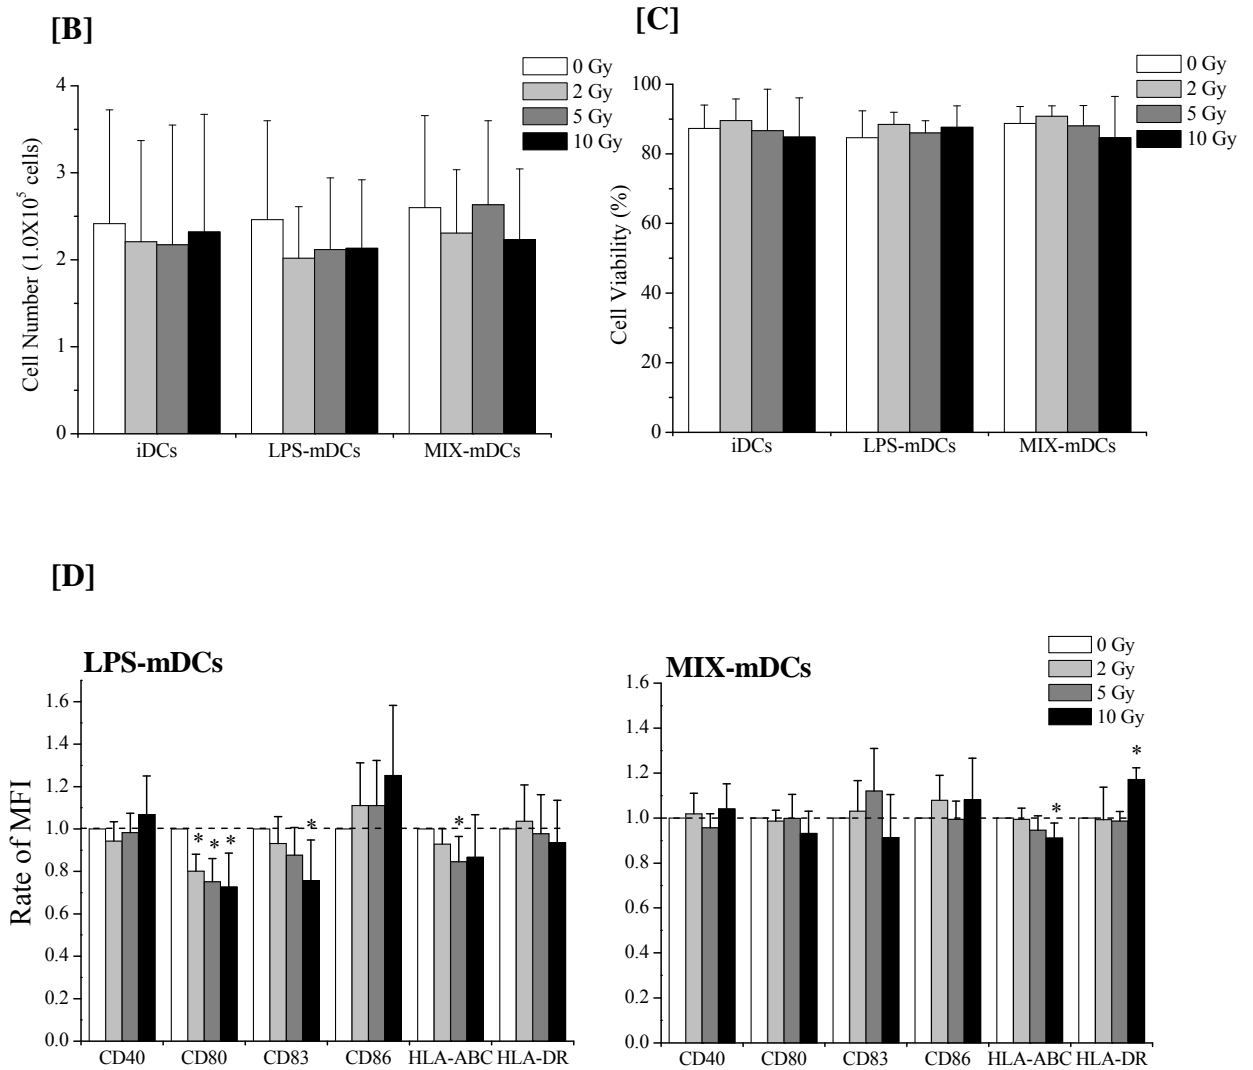 [B]
[C]
0 Gy
2 Gy
5 Gy
10 Gy
4
3
2
1
0
Cell Number (1.0X10⁵ cells)
iDCs
LPS-mDCs
MIX-mDCs
0 Gy
2 Gy
5 Gy
10 Gy
100
80
60
40
20
0
Cell Viability (%)
iDCs
LPS-mDCs
MIX-mDCs
[D]
LPS-mDCs
1.6
1.4
1.2
1.0
0.8
0.6
0.4
0.2
0.0
Rate of MFI
* * *
*
*
CD40
CD80
CD83
CD86
HLA-ABC
HLA-DR
MIX-mDCs
0 Gy
2 Gy
5 Gy
10 Gy
1.6
1.4
1.2
1.0
0.8
0.6
0.4
0.2
0.0
*
*
CD40
CD80
CD83
CD86
HLA-ABC
HLA-DR